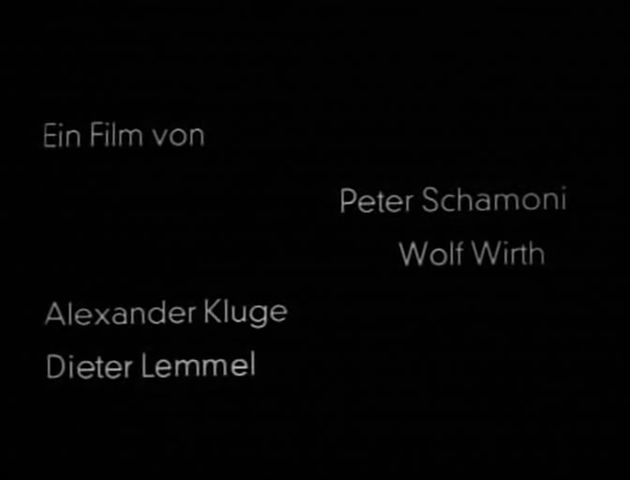 Ein Film von
Peter Schamoni
Wolf Wirth
Alexander Kluge
Dieter Lemmel